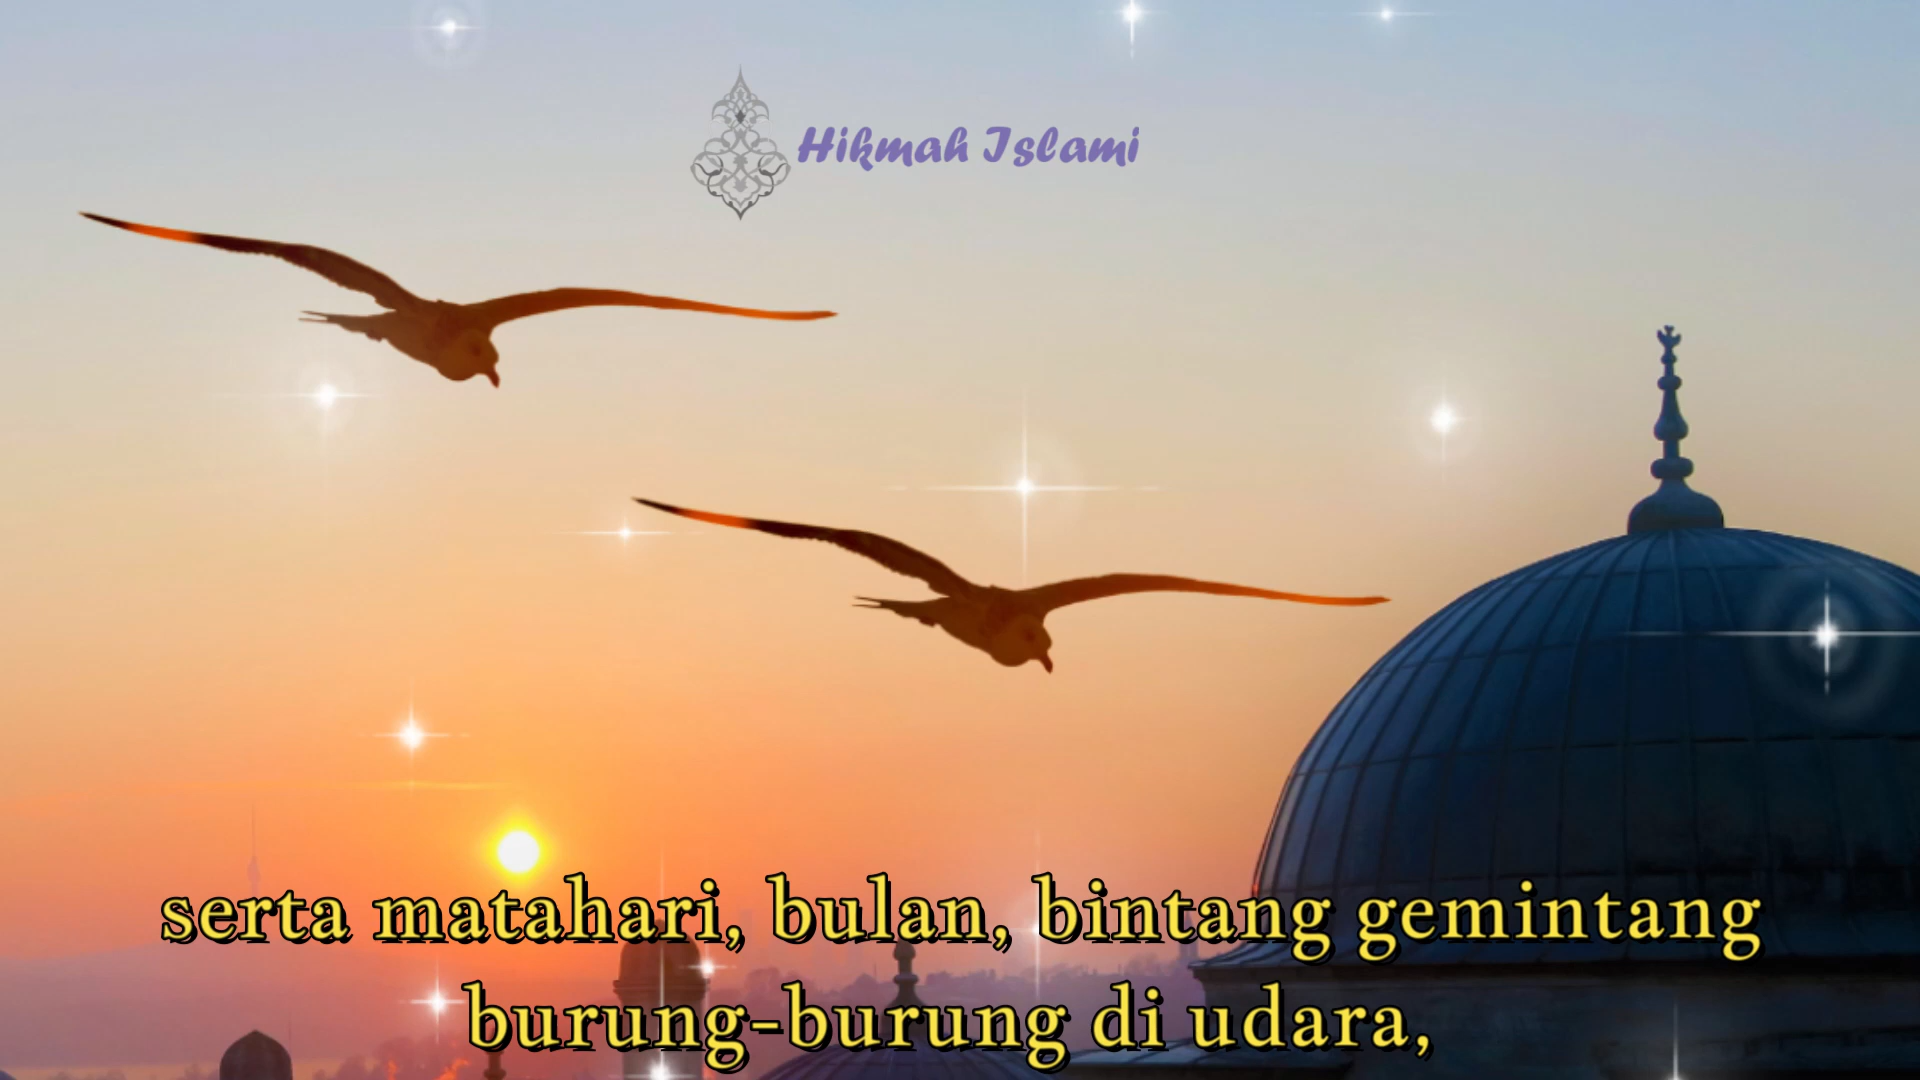 Hikmah Islami
serta matahari, bulan, bintang gemintang
burung-burung di udara,